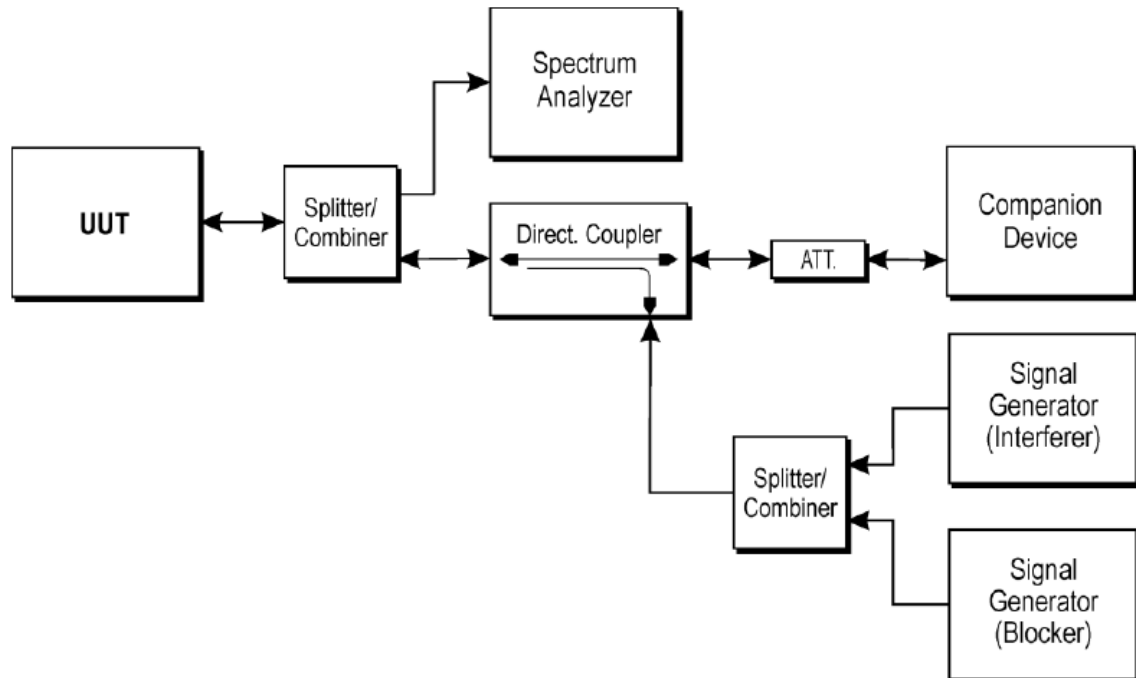 Spectrum
Analyzer
UUT
Splitter/
Combiner
Direct. Coupler
ATT.
Companion
Device
Signal
Generator
(Interferer)
Splitter/
Combiner
Signal
Generator
(Blocker)